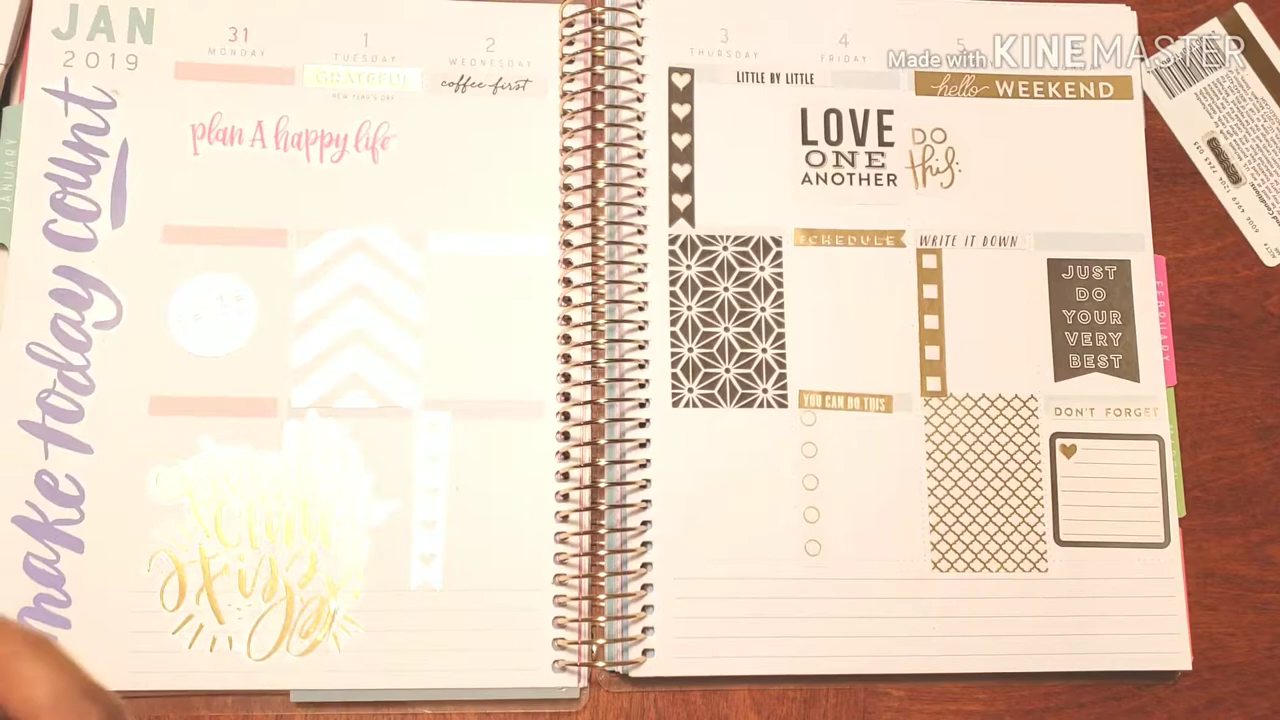 JAN
2019
make today count
JANUARY
31
MONDAY
1
TUESDAY
GRATEFUL
NEW YEAR'S DAY
2
WEDNESDAY
coffee first
plan A happy life
3
THURSDAY
LITTLE BY LITTLE
4
FRIDAY
5
Made with KINEMASTER
hello WEEKEND
LOVE
ONE
ANOTHER
DO
this:
SCHEDULE
WRITE IT DOWN
JUST
DO
YOUR
VERY
BEST
YOU CAN DO THIS
DON'T FORGET
FEBRUARY